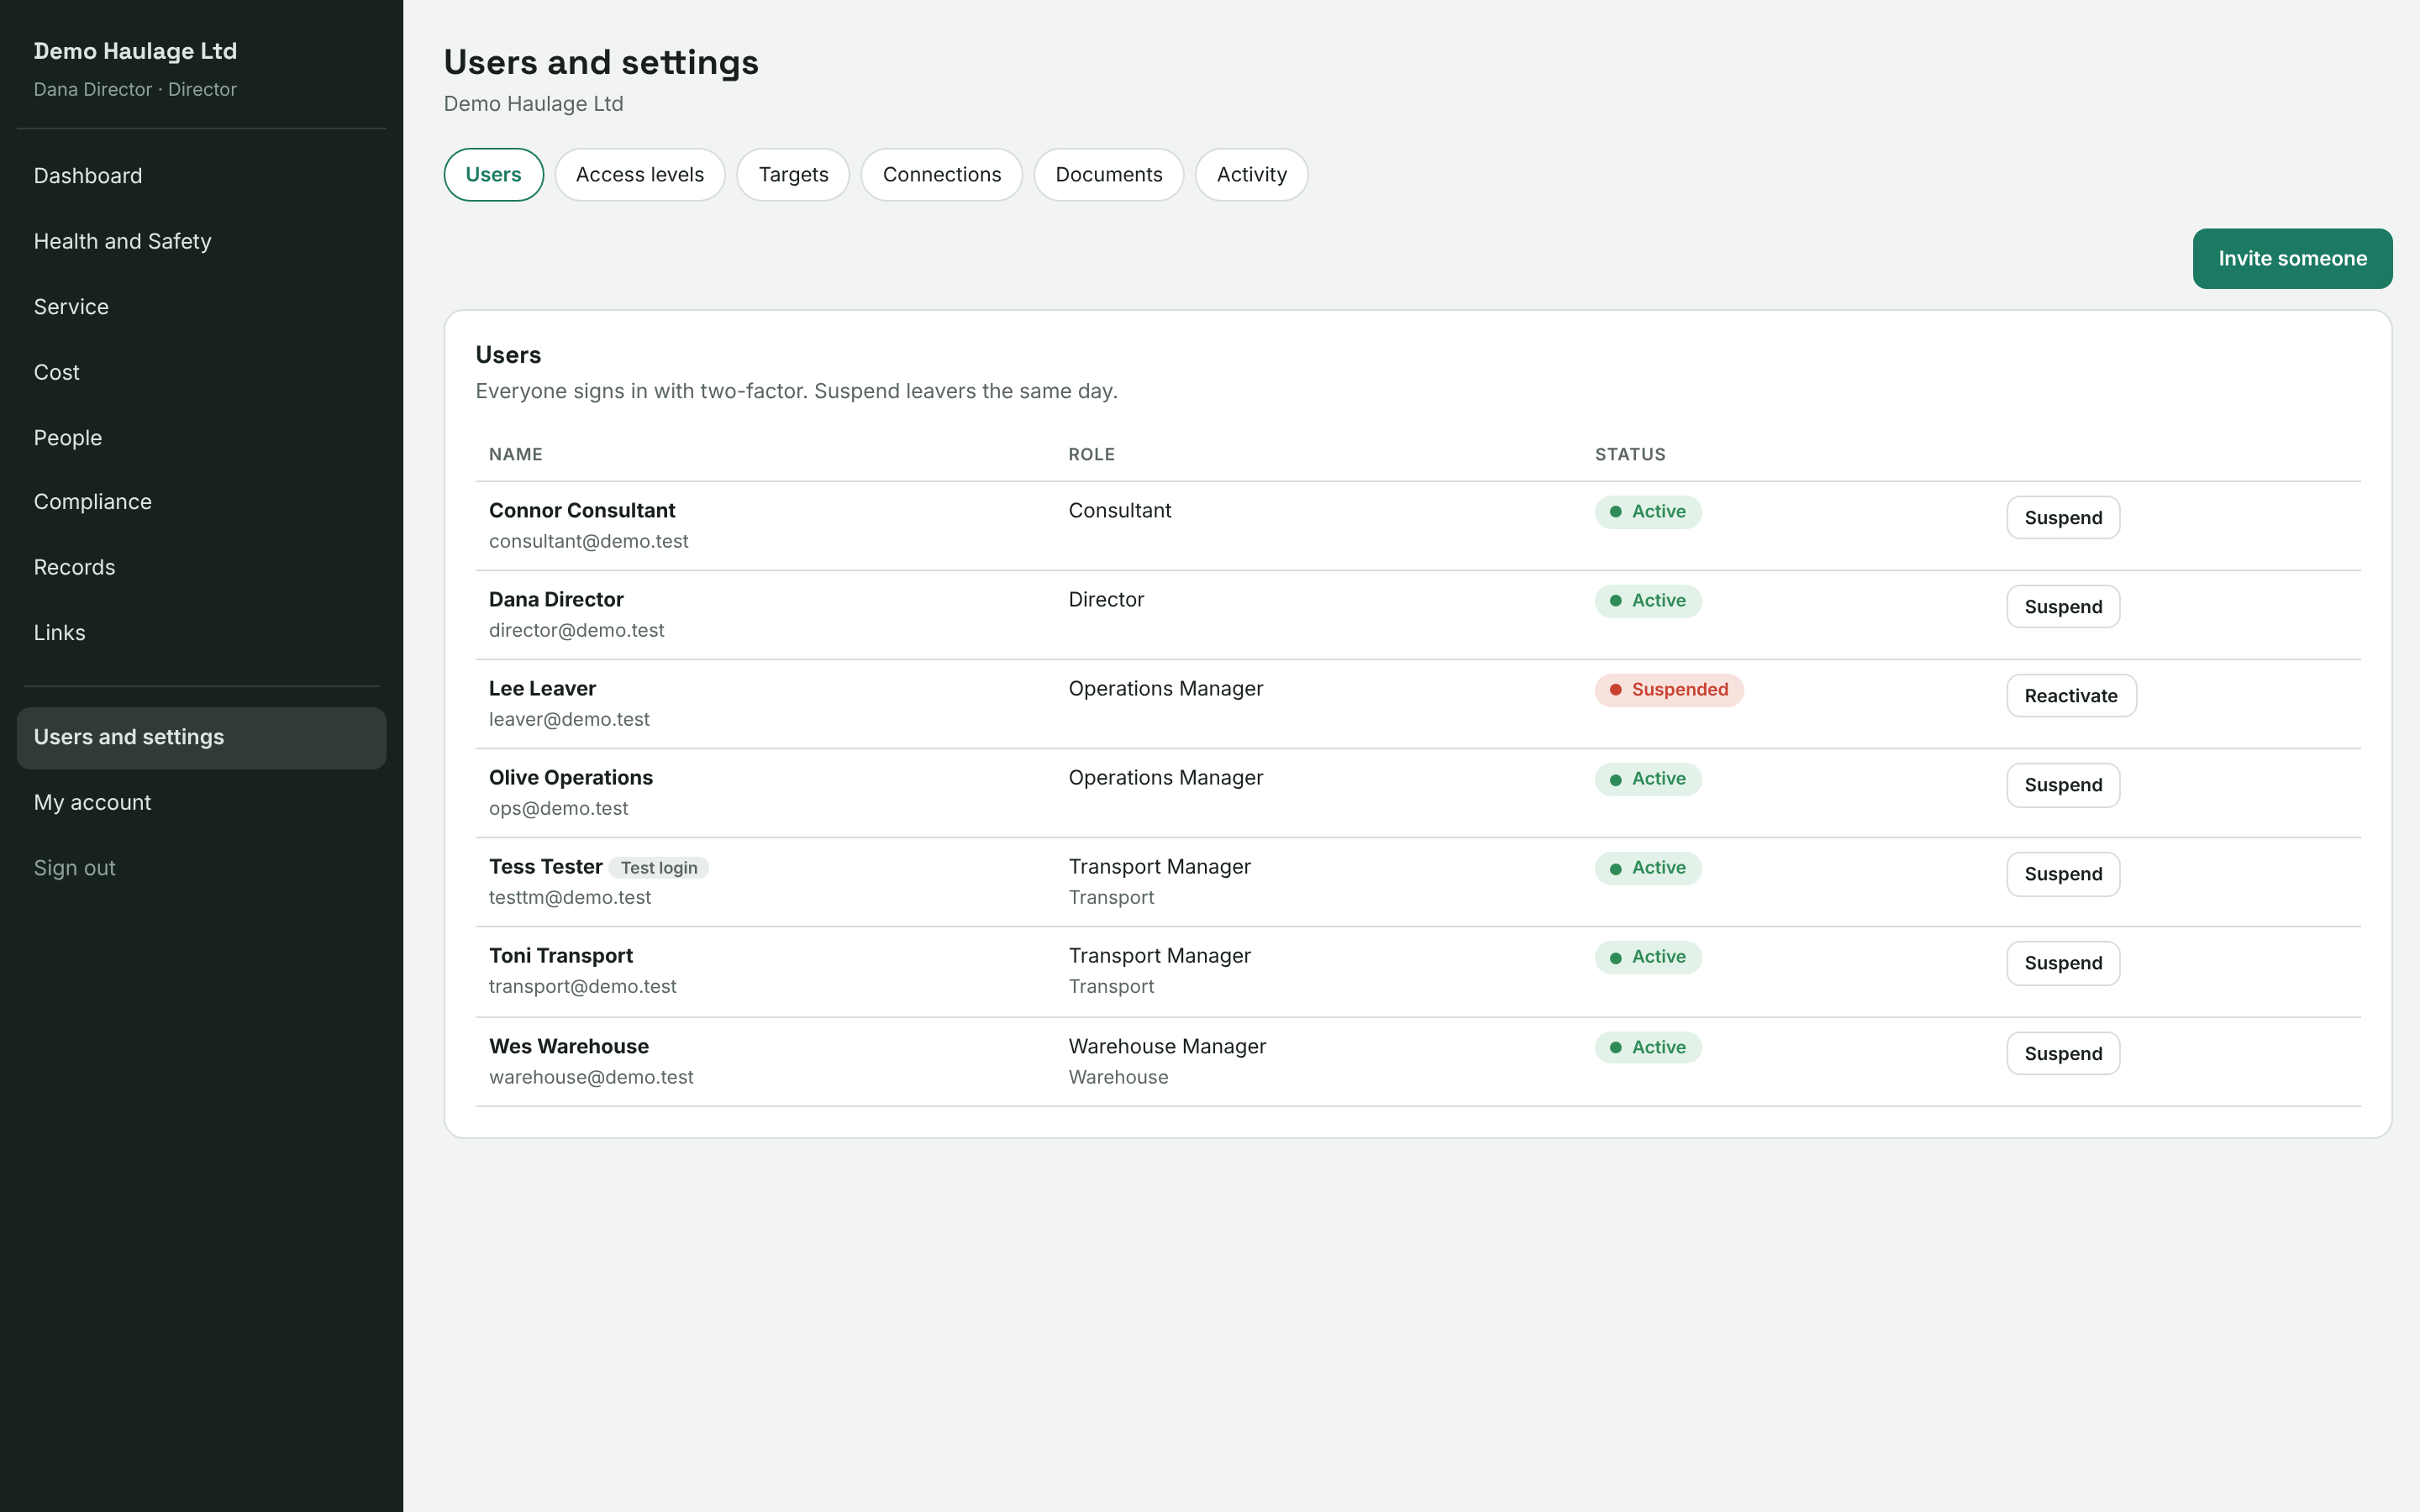 Demo Haulage Ltd
Dana Director · Director
Dashboard
Health and Safety
Service
Cost
People
Compliance
Records
Links
Users and settings
My account
Sign out
Users and settings
Demo Haulage Ltd
Users
Access levels
Targets
Connections
Documents
Activity
Invite someone
Users
Everyone signs in with two-factor. Suspend leavers the same day.
NAME ROLE STATUS
Connor Consultant Consultant Active Suspend
consultant@demo.test
Dana Director Director Active Suspend
director@demo.test
Lee Leaver Operations Manager Suspended Reactivate
leaver@demo.test
Olive Operations Operations Manager Active Suspend
ops@demo.test
Tess Tester Test login Transport Manager Active Suspend
testtm@demo.test Transport
Toni Transport Transport Manager Active Suspend
transport@demo.test Transport
Wes Warehouse Warehouse Manager Active Suspend
warehouse@demo.test Warehouse